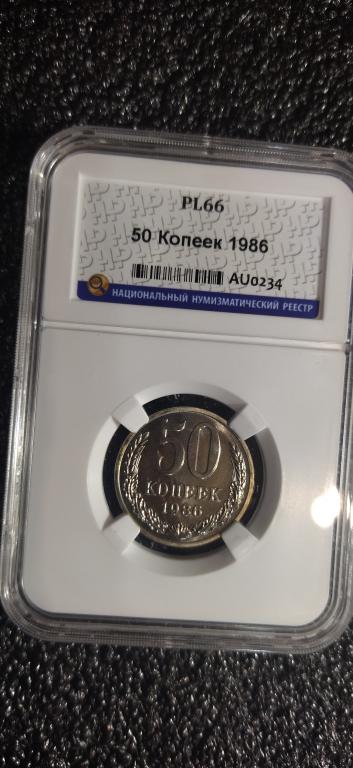 PL66
50 Копеек 1986
AU0234
НАЦИОНАЛЬНЫЙ НУМИЗМАТИЧЕСКИЙ РЕЕСТР
50
КОПЕЕК
1986